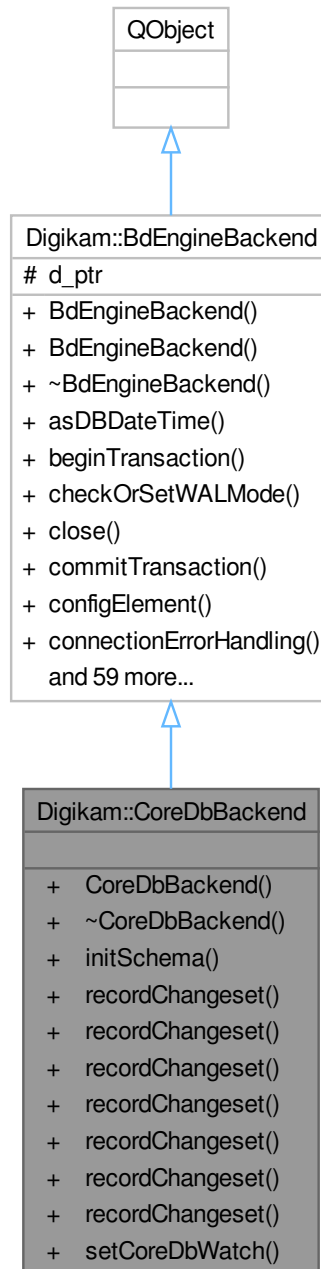 QObject
Digikam::BdEngineBackend
# d_ptr
+ BdEngineBackend()
+ BdEngineBackend()
+ ~BdEngineBackend()
+ asDBDateTime()
+ beginTransaction()
+ checkOrSetWALMode()
+ close()
+ commitTransaction()
+ configElement()
+ connectionErrorHandling()
and 59 more...
Digikam::CoreDbBackend
+ CoreDbBackend()
+ ~CoreDbBackend()
+ initSchema()
+ recordChangeset()
+ recordChangeset()
+ recordChangeset()
+ recordChangeset()
+ recordChangeset()
+ recordChangeset()
+ recordChangeset()
+ setCoreDbWatch()